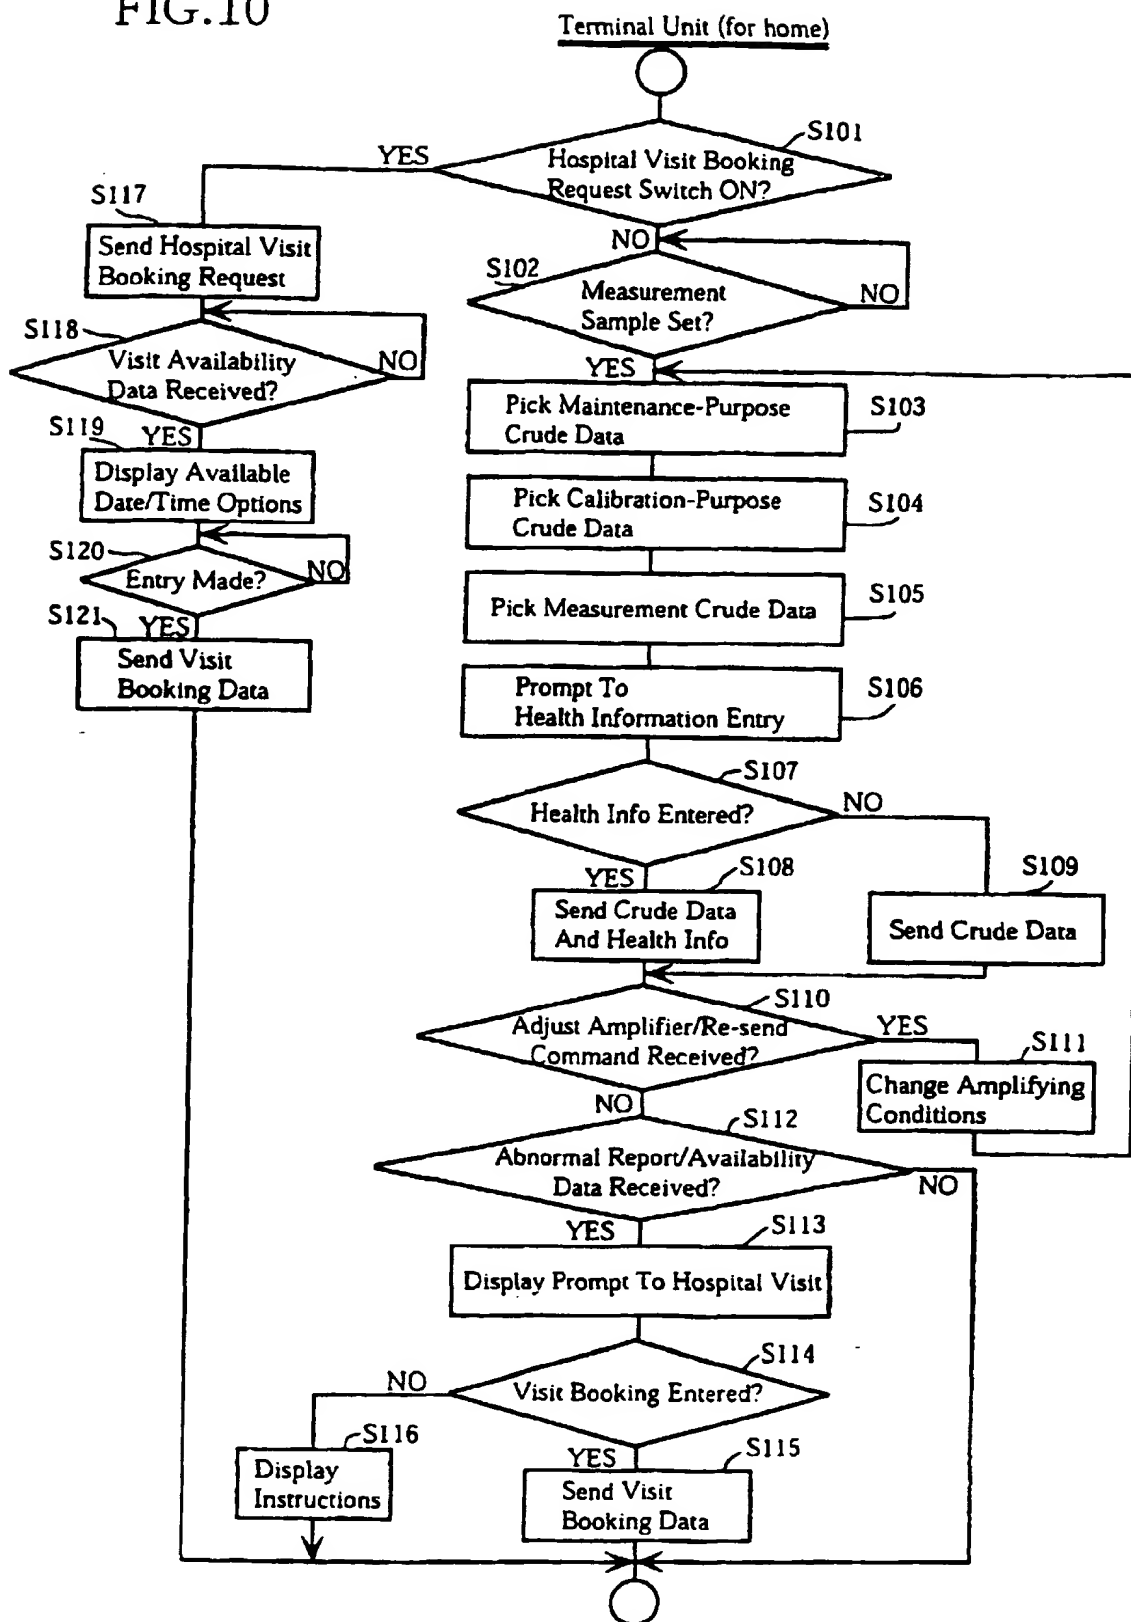 FIG.10
Terminal Unit (for home)
S101
YES
Hospital Visit Booking
Request Switch ON?
S117
Send Hospital Visit
Booking Request
NO
S102
Measurement
Sample Set?
NO
S118
Visit Availability
Data Received?
NO
YES
YES
S119
Display Available
Date/Time Options
Pick Maintenance-Purpose
Crude Data
S103
Pick Calibration-Purpose
Crude Data
S104
S120
Entry Made?
NO
S121
YES
Send Visit
Booking Data
Pick Measurement Crude Data
S105
Prompt To
Health Information Entry
S106
S107
Health Info Entered?
NO
YES
S108
Send Crude Data
And Health Info
S109
Send Crude Data
S110
Adjust Amplifier/Re-send
Command Received?
YES
S111
Change Amplifying
Conditions
NO
S112
Abnormal Report/Availability
Data Received?
NO
YES
S113
Display Prompt To Hospital Visit
S114
Visit Booking Entered?
NO
S116
Display
Instructions
YES
S115
Send Visit
Booking Data